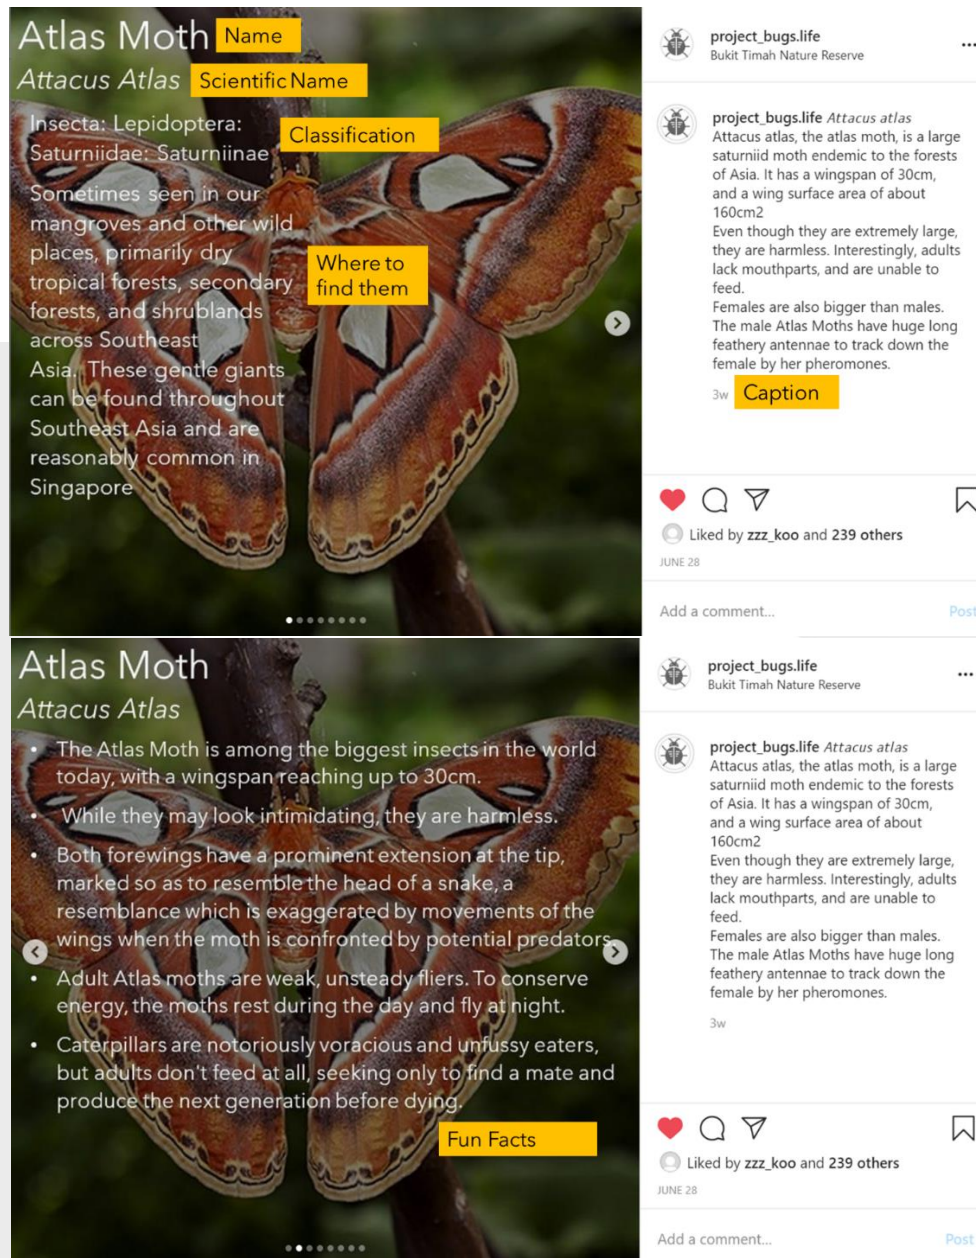 Atlas Moth Name
Attacus Atlas Scientific Name
Insecta: Lepidoptera:
Saturniidae: Saturniinae
Classification
Sometimes seen in our
mangroves and other wild
places, primarily dry
tropical forests, secondary
forests, and shrublands
across Southeast
Asia. These gentle giants
can be found throughout
Southeast Asia and are
reasonably common in
Singapore
Where to
find them
project_bugs.life
Bukit Timah Nature Reserve
project_bugs.life Attacus atlas
Attacus atlas, the atlas moth, is a large
saturniid moth endemic to the forests
of Asia. It has a wingspan of 30cm,
and a wing surface area of about
160cm2
Even though they are extremely large,
they are harmless. Interestingly, adults
lack mouthparts, and are unable to
feed.
Females are also bigger than males.
The male Atlas Moths have huge long
feathery antennae to track down the
female by her pheromones.
3w Caption
Liked by zzz_koo and 239 others
JUNE 28
Add a comment... Post
Atlas Moth
Attacus Atlas
• The Atlas Moth is among the biggest insects in the world
today, with a wingspan reaching up to 30cm.
• While they may look intimidating, they are harmless.
• Both forewings have a prominent extension at the tip,
marked so as to resemble the head of a snake, a
resemblance which is exaggerated by movements of the
wings when the moth is confronted by potential predators.
• Adult Atlas moths are weak, unsteady fliers. To conserve
energy, the moths rest during the day and fly at night.
• Caterpillars are notoriously voracious and unfussy eaters,
but adults don't feed at all, seeking only to find a mate and
produce the next generation before dying.
Fun Facts
project_bugs.life
Bukit Timah Nature Reserve
project_bugs.life Attacus atlas
Attacus atlas, the atlas moth, is a large
saturniid moth endemic to the forests
of Asia. It has a wingspan of 30cm,
and a wing surface area of about
160cm2
Even though they are extremely large,
they are harmless. Interestingly, adults
lack mouthparts, and are unable to
feed.
Females are also bigger than males.
The male Atlas Moths have huge long
feathery antennae to track down the
female by her pheromones.
3w
Liked by zzz_koo and 239 others
JUNE 28
Add a comment... Post